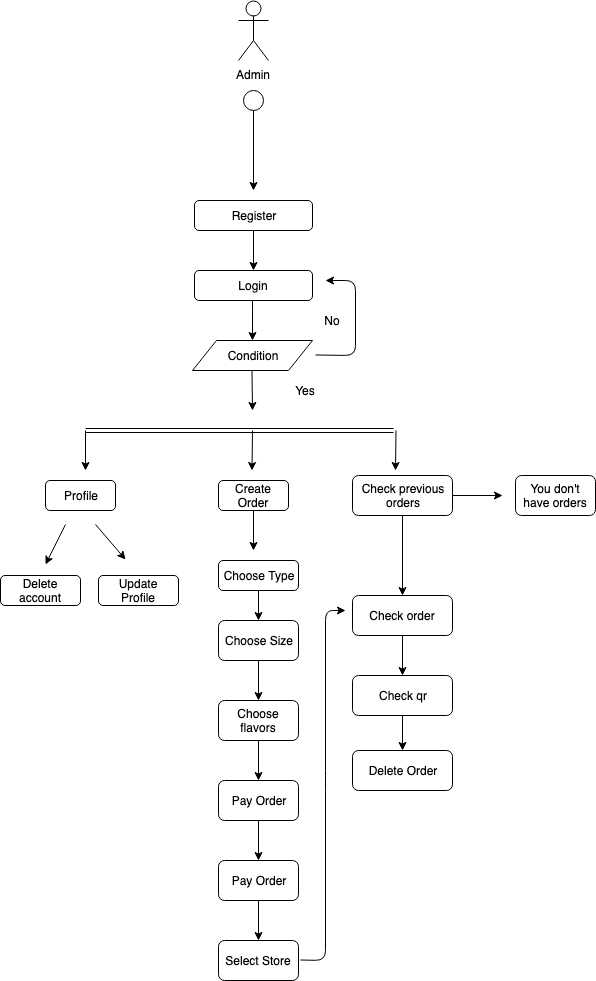 Admin
Register
Login
No
Condition
Yes
Profile
Create
Order
Check previous
orders
You don't
have orders
Delete
account
Update
Profile
Choose Type
Choose Size
Choose
flavors
Pay Order
Pay Order
Select Store
Check order
Check qr
Delete Order